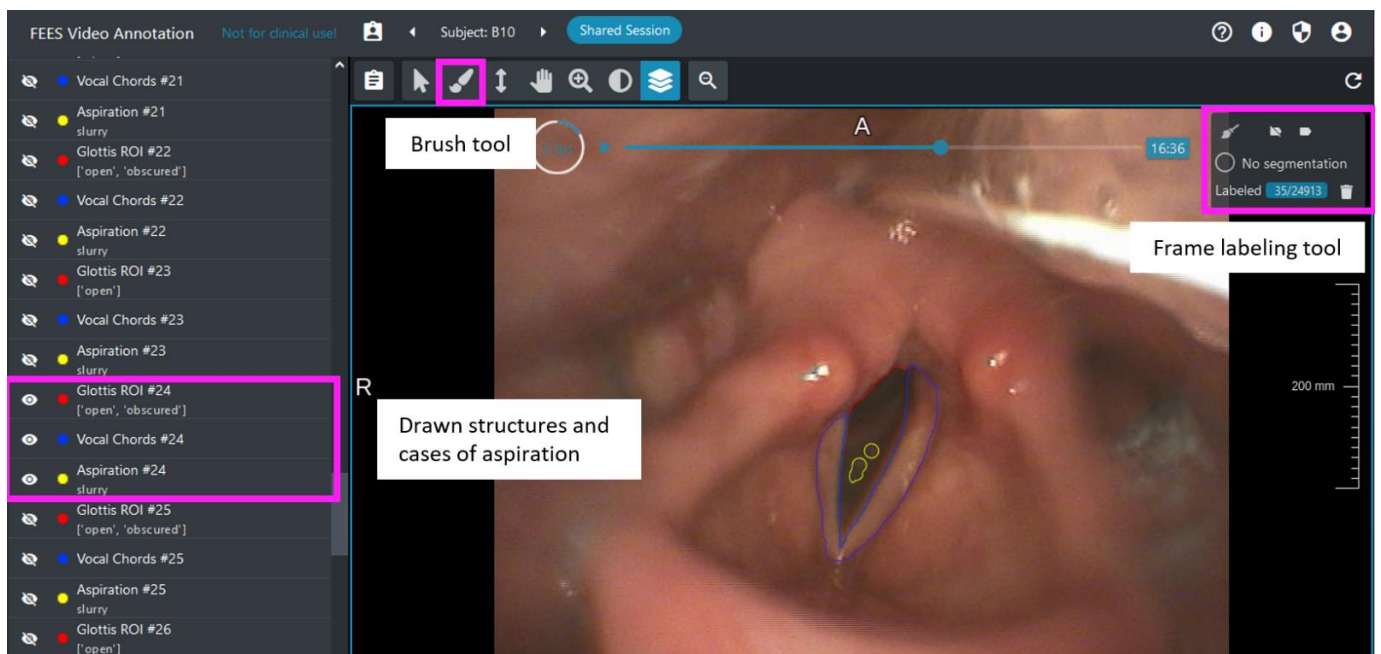 FEES Video Annotation
Not for clinical use!
Subject: B10
Shared Session
Vocal Chords #21
Aspiration #21
slurry
Glottis ROI #22
['open', 'obscured']
Vocal Chords #22
Aspiration #22
slurry
Glottis ROI #23
['open']
Vocal Chords #23
Aspiration #23
slurry
Glottis ROI #24
['open', 'obscured']
Vocal Chords #24
Aspiration #24
slurry
Glottis ROI #25
['open', 'obscured']
Vocal Chords #25
Aspiration #25
slurry
Glottis ROI #26
['open']
Brush tool
A
16:36
No segmentation
Labeled 35/24913
Frame labeling tool
R
200 mm
Drawn structures and
cases of aspiration